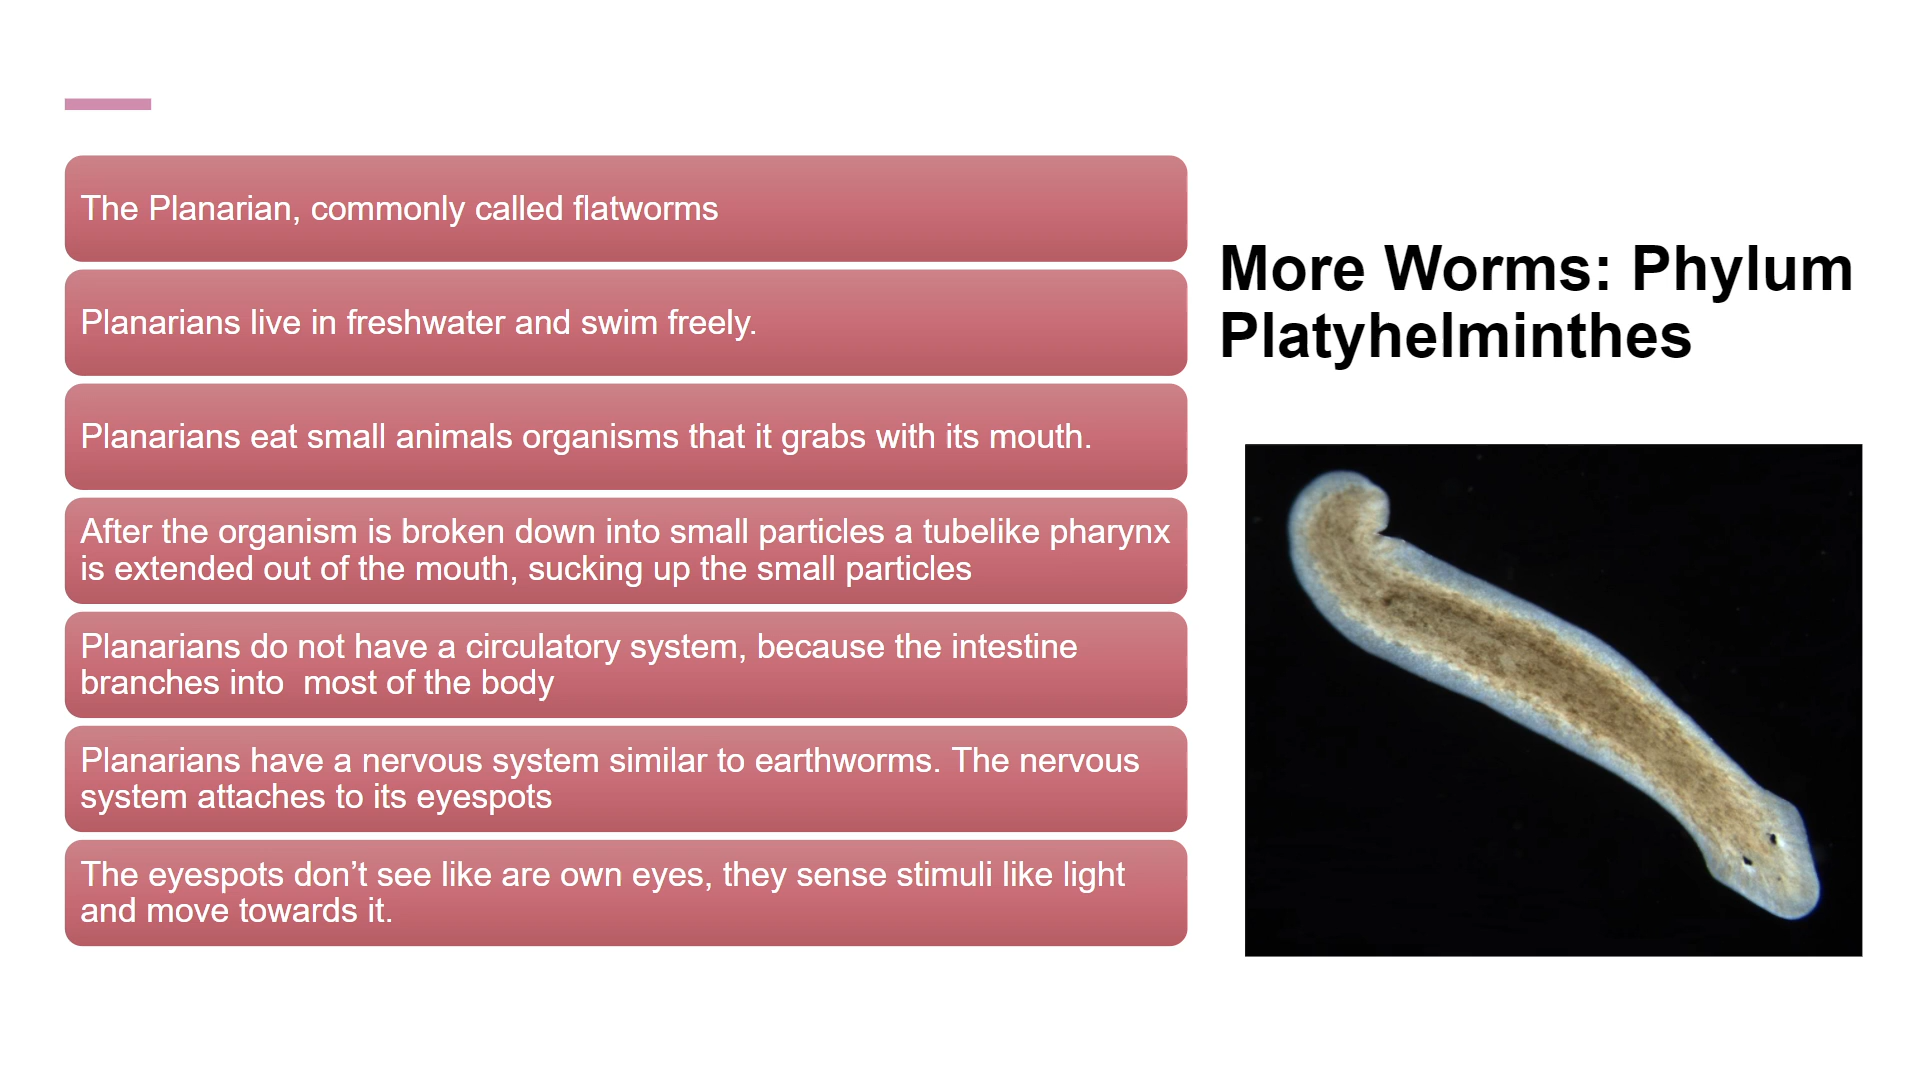 The Planarian, commonly called flatworms
Planarians live in freshwater and swim freely.
Planarians eat small animals organisms that it grabs with its mouth.
After the organism is broken down into small particles a tubelike pharynx
is extended out of the mouth, sucking up the small particles
Planarians do not have a circulatory system, because the intestine
branches into  most of the body
Planarians have a nervous system similar to earthworms. The nervous
system attaches to its eyespots
The eyespots don’t see like are own eyes, they sense stimuli like light
and move towards it.
More Worms: Phylum
Platyhelminthes